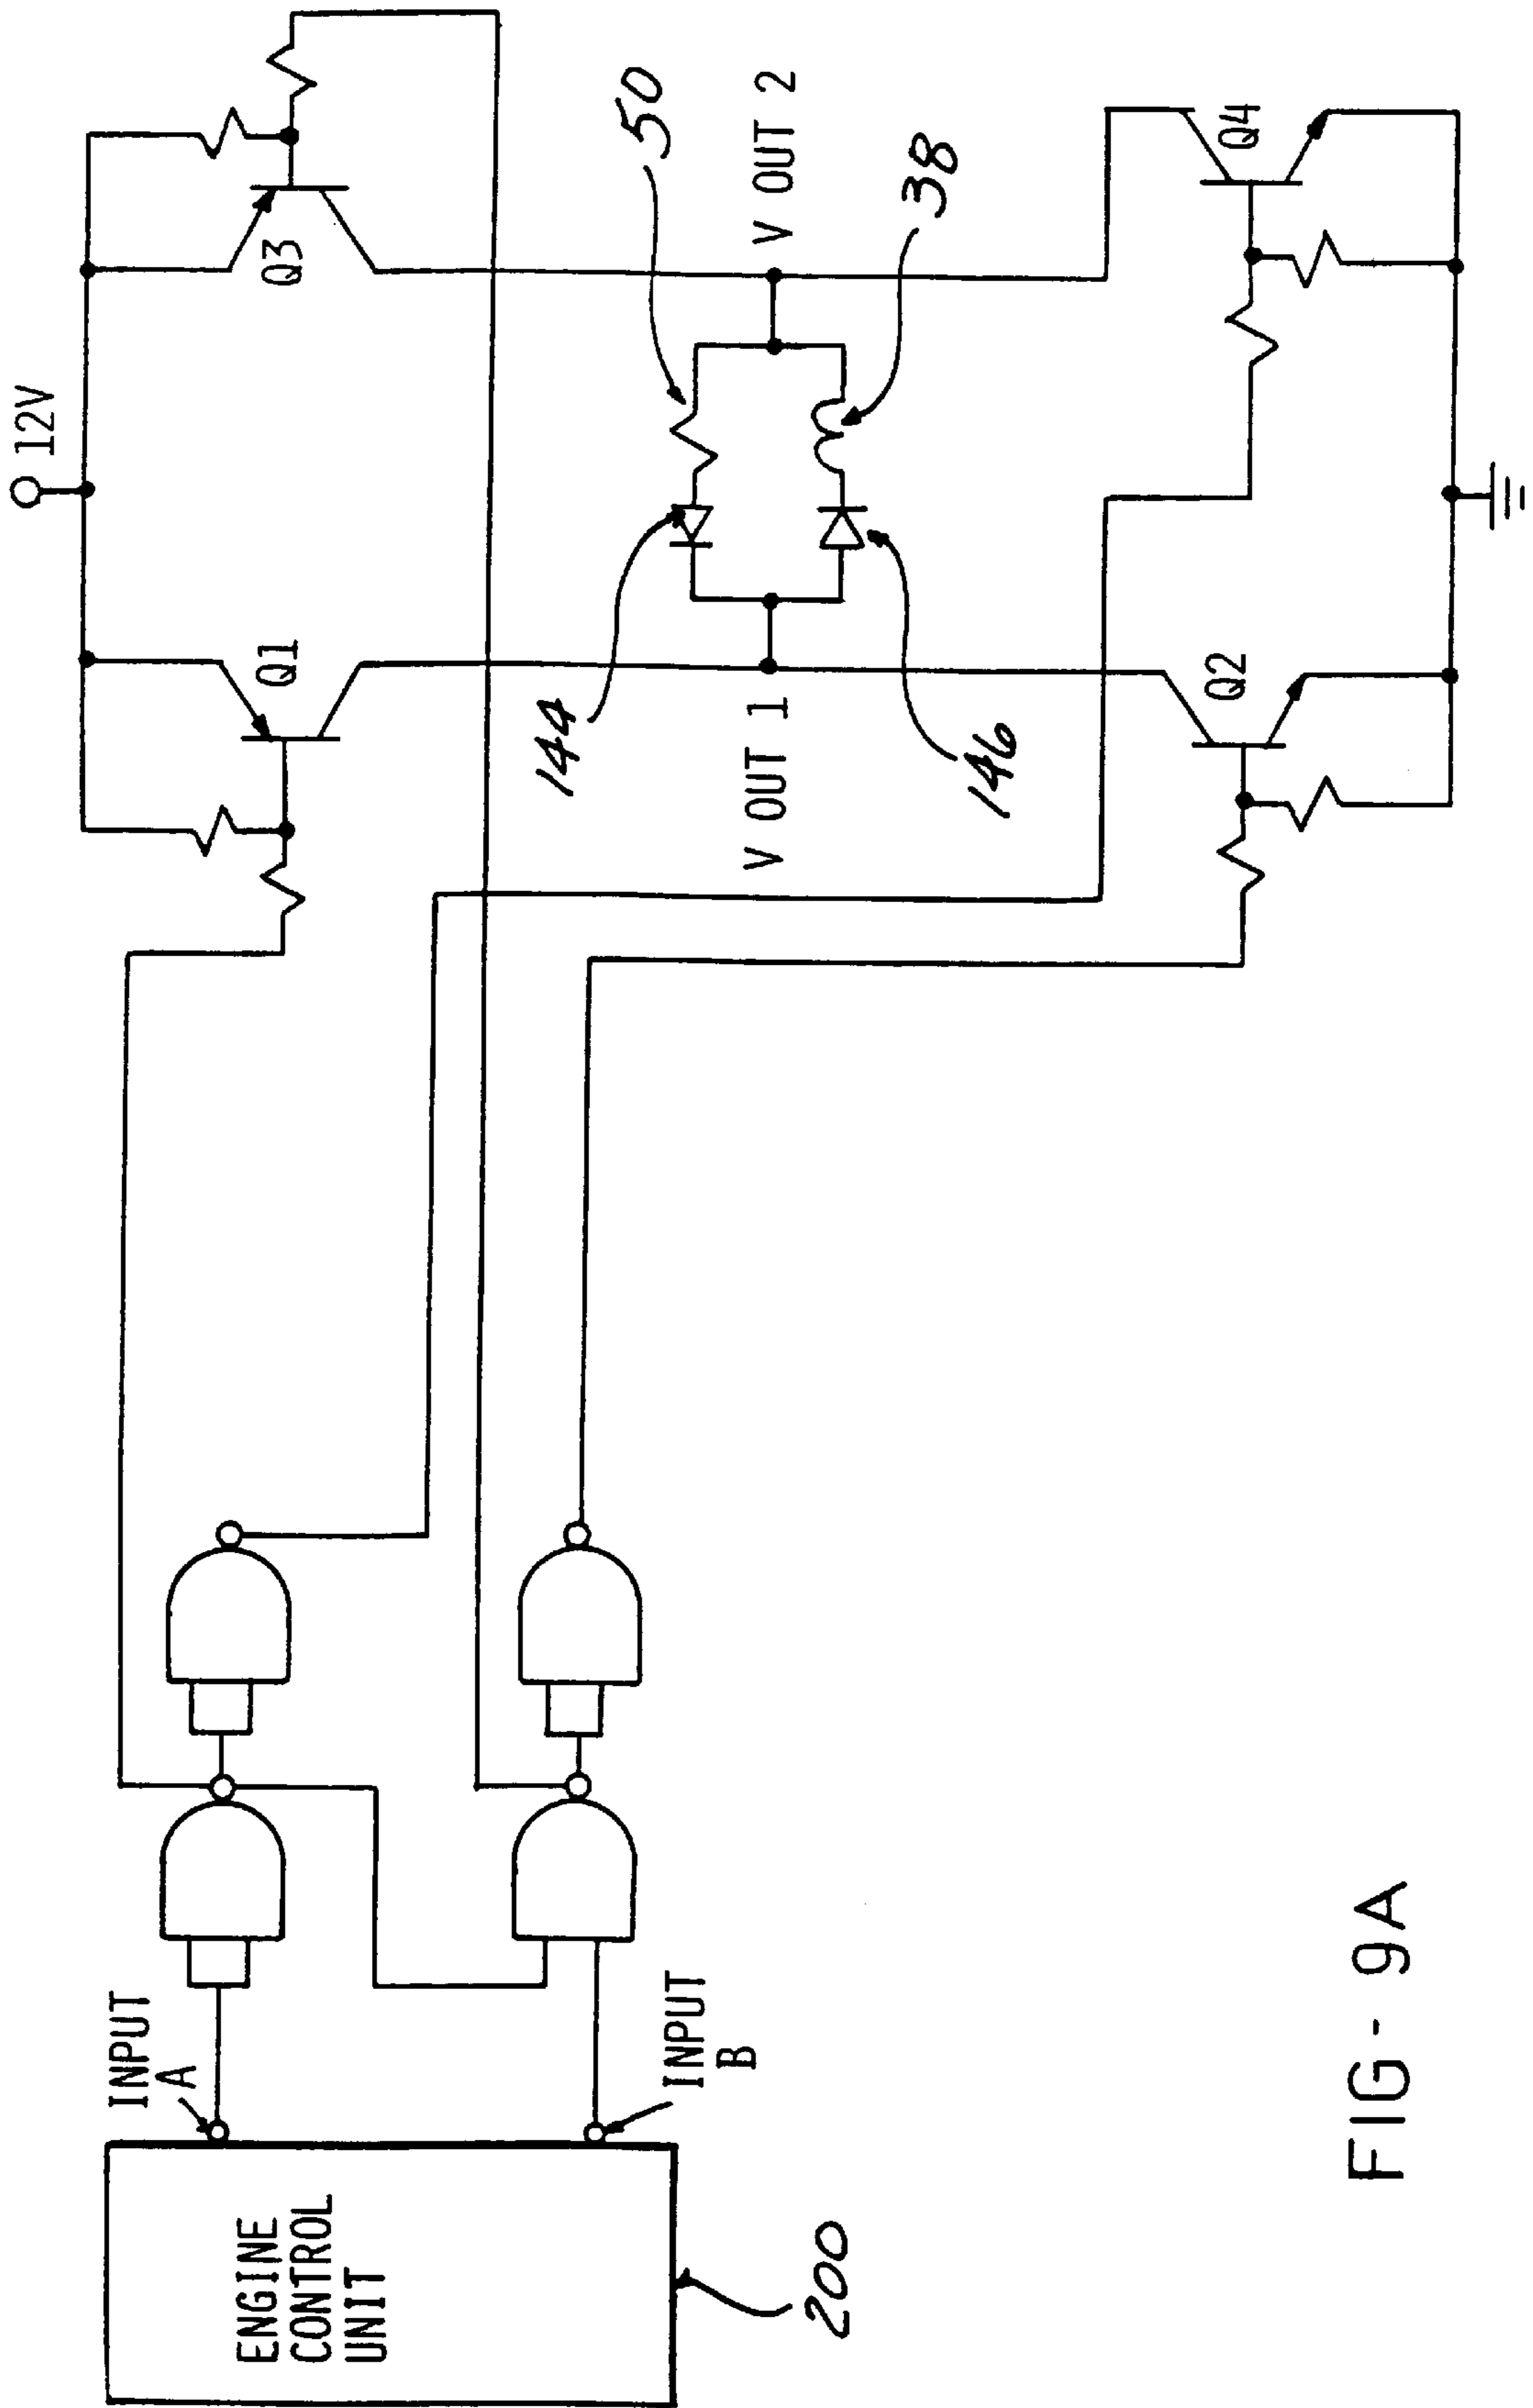 12V
Q1
Q3
50
144
V OUT 1
V OUT 2
146
38
Q2
Q4
INPUT
A
INPUT
B
ENGINE
CONTROL
UNIT
200
FIG - 9A